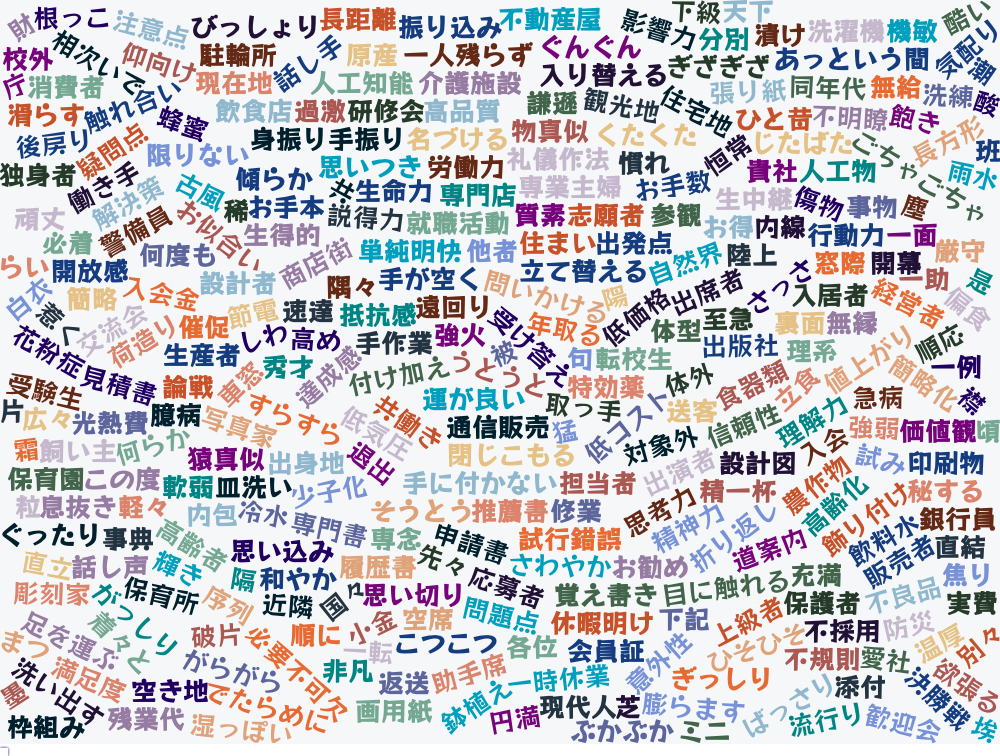 財 根っこ 注意点 びっしょり 長距離 振り込み 不動産屋 影響力 下級 天下 分別 漬け 洗濯機 機敏 酷い
校外 相次いで 仰向け 駐輪所 話し手 原産 一人残らず ぐんぐん ぎざぎざ あっという間 気配り 潮
庁 消費者 現在地 人工知能 介護施設 入り替える 張り紙 同年代 無給 洗練 酸
滑らす 触れ合い 蜂蜜 飲食店 過激 研修会 高品質 謙遜 観光地 住宅地 ひと昔 不明瞭 飽き 長方形
後戻り 疑問点 限りない 身振り手振り 名づける 物真似 くたくた 恒常 じたばた ごちゃごちゃ 班
独身者 働き手 古風 傾らか 思いつき 労働力 礼儀作法 慣れ 貴社 人工物 雨水
頑丈 解決策 お似合い 稀 お手本 共 生命力 専門店 専業主婦 お手数 生中継 傷物 事物 塵
必着 警備員 生得的 説得力 就職活動 質素 志願者 参観 お得 内線 行動力 一面 厳守
らい 開放感 何度も 商店街 単純明快 他者 住まい 出発点 自然界 陸上 窓際 開幕 一助 是
白衣 簡略 入会金 設計者 隅々 手が空く 問いかける 立て替える 陽 低価格 出席者 さっさ 入居者 経営者 偏食
惹く 交流会 荷造り 催促 節電 速達 抵抗感 遠回り 受け答え 年取る 体型 至急 裏面 無縁 順応
花粉症 見積書 生産者 しわ 高め 手作業 強火 被 句 転校生 出版社 理系 値上がり 簡略化 一例
受験生 論戦 憤怒 秀才 達成感 付け加え うとうと 特効薬 体外 食器類 立食 急病 襟
片 広々 光熱費 臆病 写真家 すらすら 低気圧 共働き 運が良い 取っ手 低コスト 送客 信頼性 理解力 強弱 価値観 頃
霜 飼い主 何らか 猿真似 出身地 退出 通信販売 猛 閉じこもる 対象外 設計図 入会 試み 印刷物
保育園 この度 軟弱 皿洗い 少子化 手に付かない 担当者 出演者 精一杯 農作物 高齢化 秘する
粒 息抜き 軽々 内包 冷水 専門書 そうとう 推薦書 修業 思考力 精神力 折り返し 飾り付け 銀行員
ぐったり 事典 高齢者 思い込み 専念 申請書 試行錯誤 道案内 飲料水 直結
直立 話し声 輝き 隔 和やか 履歴書 先々 さわやか お勧め 販売者 焦り
彫刻家 がっしり 保育所 序列 近隣 国々 思い切り 応募者 覚え書き 目に触れる 充満 保護者 不良品 実費
足を運ぶ 着々と 破片 必要不可欠 順に 小金 空席 問題点 休暇明け 下記 上級者 不採用 防災 温厚 別々
まつ 満足度 がらがら 一転 こつこつ 各位 会員証 意外性 ひそひそ 不規則 愛社 欲張る
墨 洗い出す 空き地 でたらめに 非凡 返送 助手席 鉢植え 一時休業 ぎっしり 添付 決勝戦
枠組み 残業代 湿っぽい 画用紙 円満 現代人 芝 膨らます ぶかぶか ミニ ばっさり 流行り 歓迎会 埃